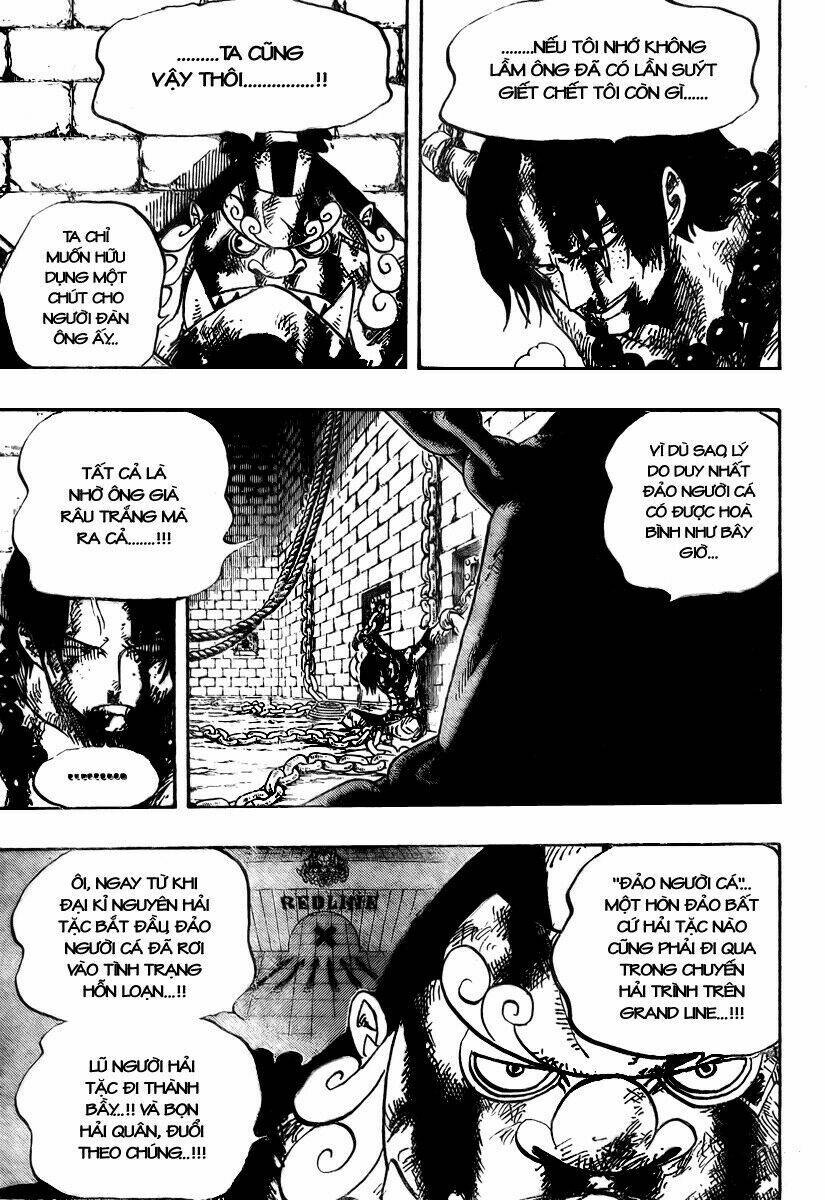 ........NẾU TÔI NHỚ KHÔNG
LẦM ÔNG ĐÃ CÓ LẦN SUÝT
GIẾT CHẾT TÔI CÒN GÌ......
.........TA CŨNG
VẬY THÔI...............!!
TA CHỈ
MUỐN HỮU
DỤNG MỘT
CHÚT CHO
NGƯỜI ĐÀN
ÔNG ẤY..
VÌ DÙ SAO, LÝ
DO DUY NHẤT
ĐẢO NGƯỜI CÁ
CÓ ĐƯỢC HOÀ
BÌNH NHƯ BÂY
GIỜ...
TẤT CẢ LÀ
NHỜ ÔNG GIÀ
RÂU TRẮNG MÀ
RA CẢ.......!!!
..........
"ĐẢO NGƯỜI CÁ"...
MỘT HÒN ĐẢO BẤT
CỨ HẢI TẶC NÀO
CŨNG PHẢI ĐI QUA
TRONG CHUYẾN
HẢI TRÌNH TRÊN
GRAND LINE...!!!
REDLINE
ÔI, NGAY TỪ KHI
ĐẠI KỈ NGUYÊN HẢI
TẶC BẮT ĐẦU, ĐẢO
NGƯỜI CÁ ĐÃ RƠI
VÀO TÌNH TRẠNG
HỖN LOẠN...!!
LŨ NGƯỜI HẢI
TẶC ĐI THÀNH
BẦY..!! VÀ BỌN
HẢI QUÂN, ĐUỔI
THEO CHÚNG..!!!